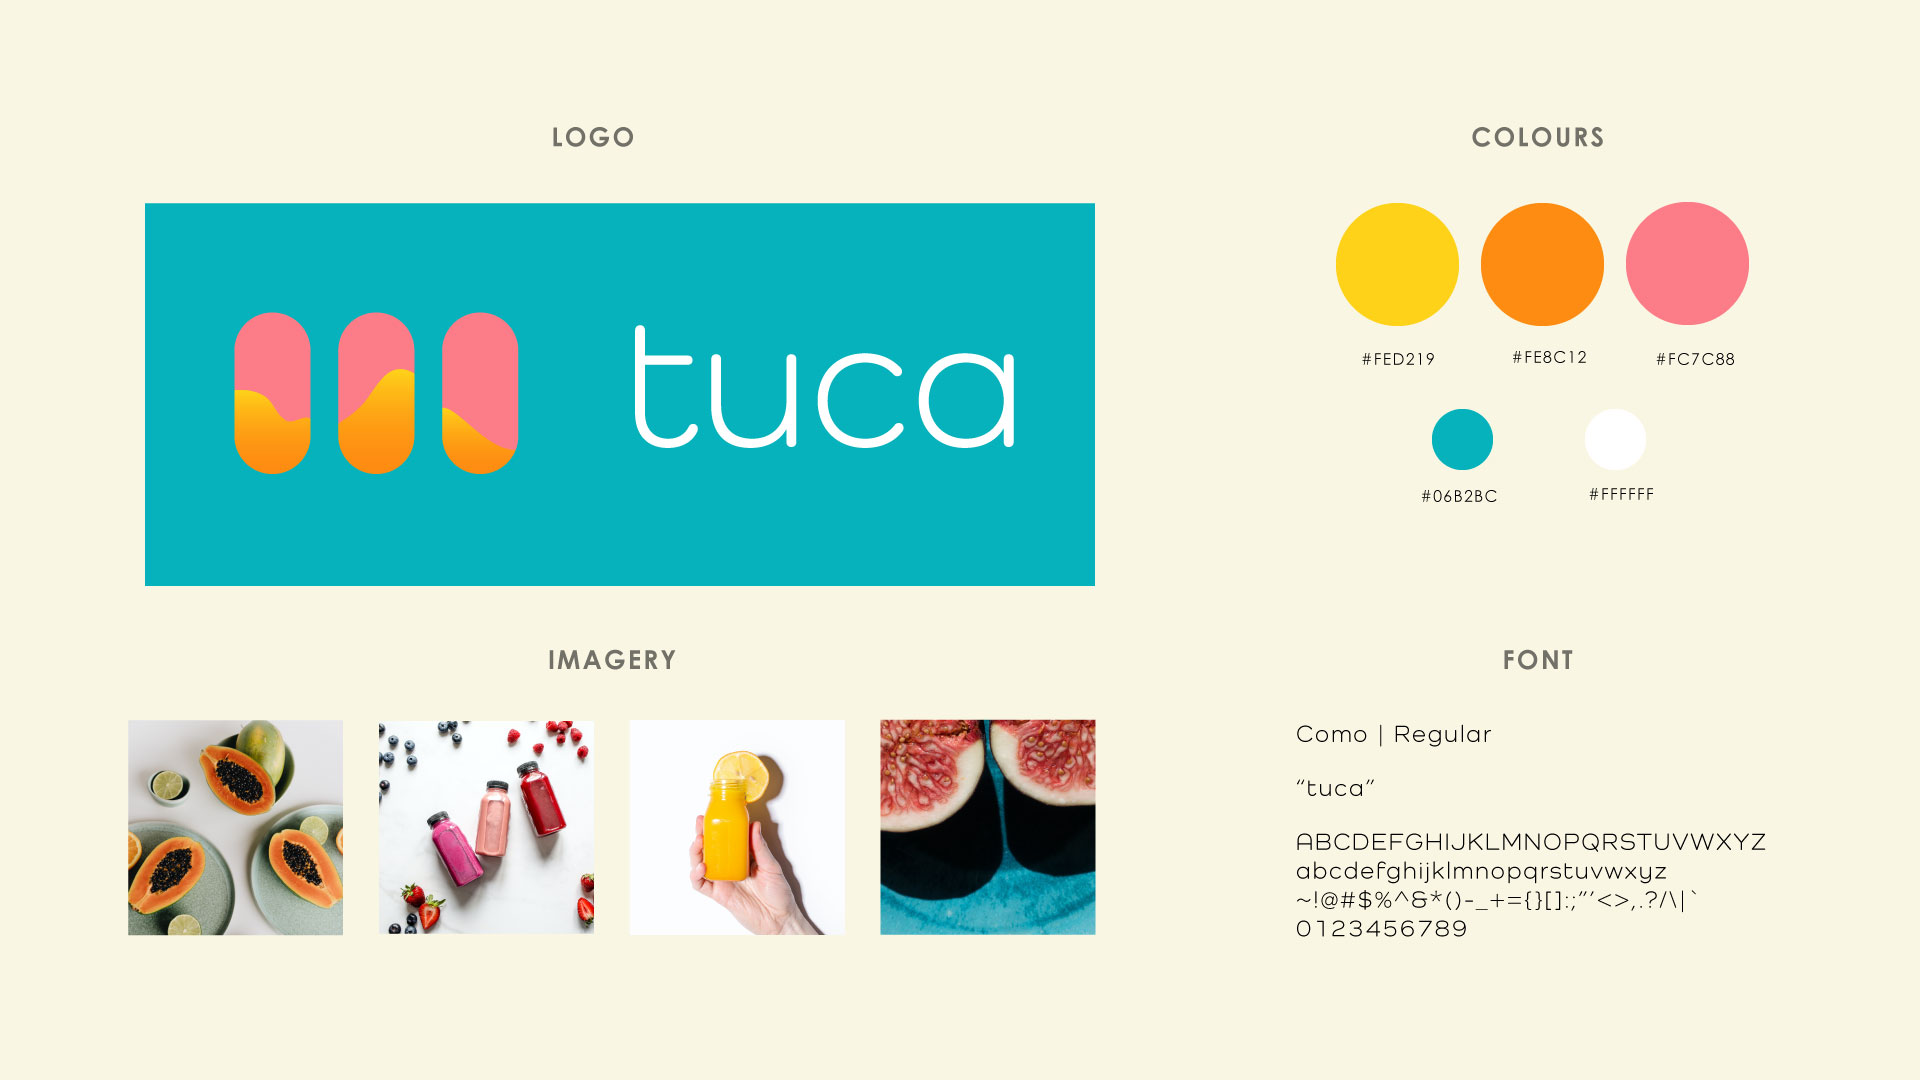 LOGO
tuca
COLOURS
#FED219
#FE8C12
#FC7C88
#06B2BC
#FFFFFF
IMAGERY
FONT
Como | Regular
“tuca”
ABCDEFGHIJKLMNOPQRSTUVWXYZ
abcdefghijklmnopqrstuvwxyz
~!@#$%^&*()-_+={}[]:;”’<>,.?/\|`
0123456789